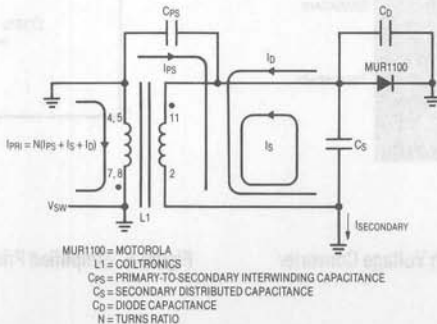 CPS
CD
IPS
ID
MUR1100
4, 5
11
IPRI = N(IPS + IS + ID)
IS
CS
7, 8
2
VSW
L1
ISECONDARY
MUR1100 = MOTOROLA
L1 = COILTRONICS
CPS = PRIMARY-TO-SECONDARY INTERWINDING CAPACITANCE
CS = SECONDARY DISTRIBUTED CAPACITANCE
CD = DIODE CAPACITANCE
N = TURNS RATIO